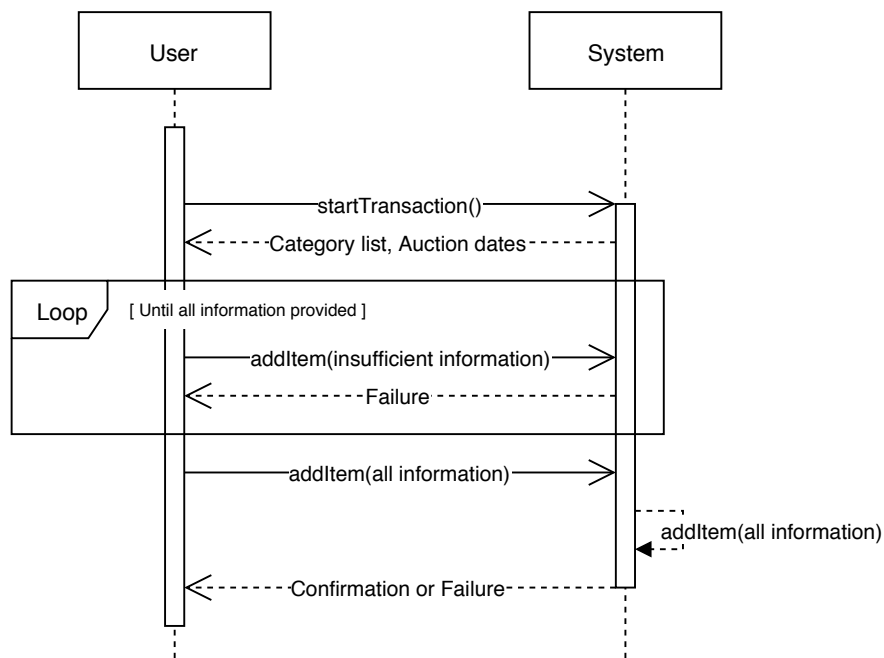 User
System
startTransaction()
Category list, Auction dates
Loop
[ Until all information provided ]
addItem(insufficient information)
Failure
addItem(all information)
addItem(all information)
Confirmation or Failure